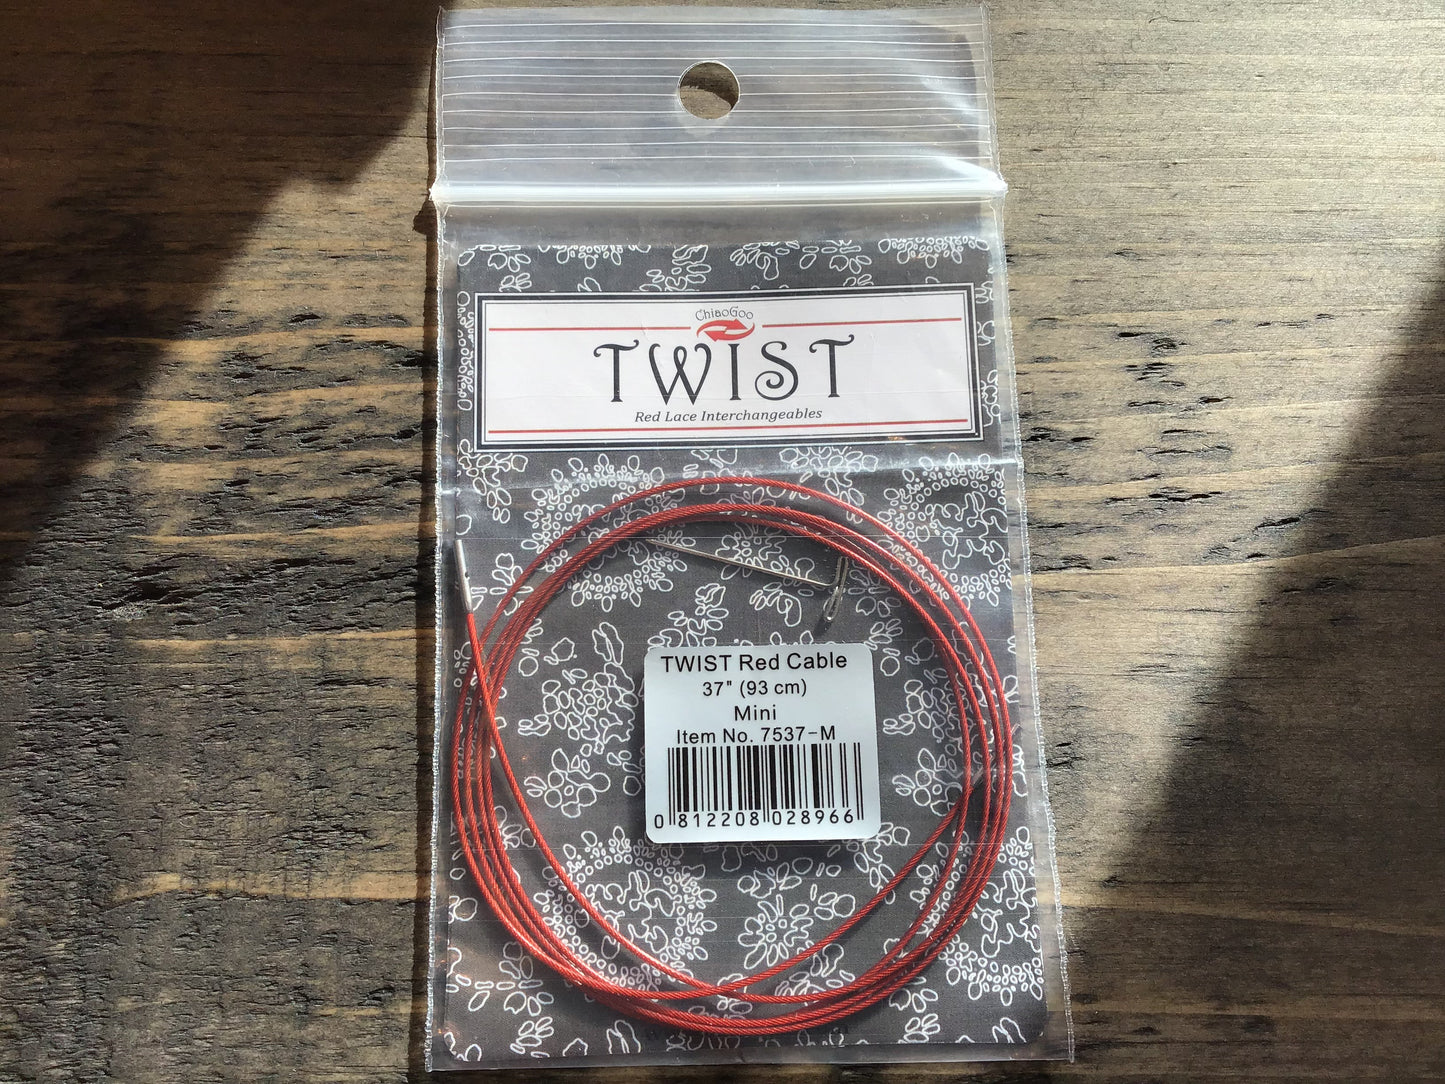 ChiaoGoo
TWIST
Red Lace Interchangeables
TWIST Red Cable
37" (93 cm)
Mini
Item No. 7537-M
0 812208 028966